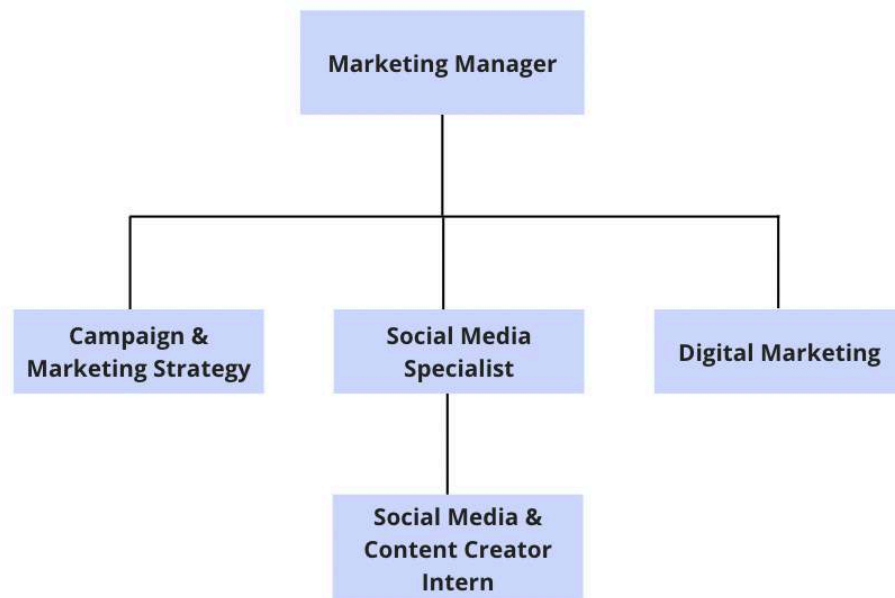 Marketing Manager
Campaign &
Marketing Strategy
Social Media
Specialist
Digital Marketing
Social Media &
Content Creator
Intern